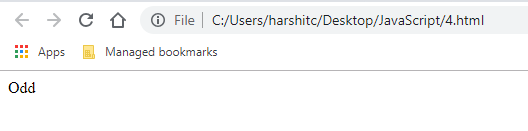 File C:/Users/harshitc/Desktop/JavaScript/4.html
Apps Managed bookmarks
Odd